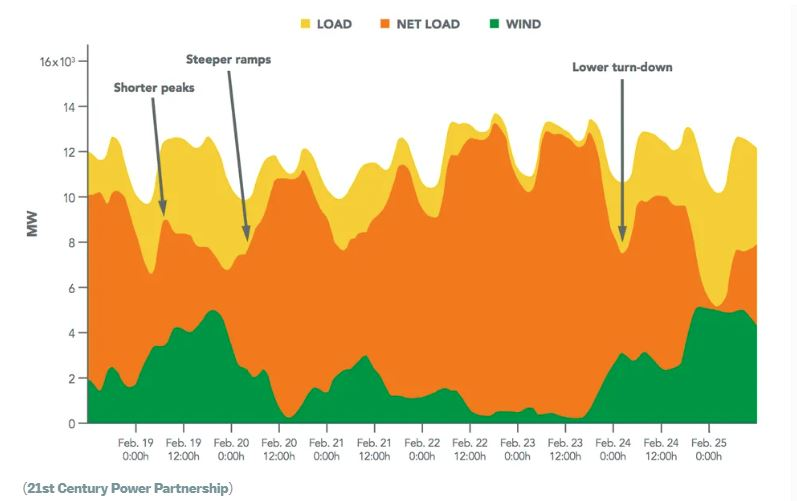 LOAD NET LOAD WIND
16x10³
Steeper ramps
Shorter peaks
Lower turn-down
14
12
10
8
6
4
2
0
MW
Feb. 19 Feb. 19 Feb. 20 Feb. 20 Feb. 21 Feb. 21 Feb. 22 Feb. 22 Feb. 23 Feb. 23 Feb. 24 Feb. 24 Feb. 25
0:00h 12:00h 0:00h 12:00h 0:00h 12:00h 0:00h 12:00h 0:00h 12:00h 0:00h 12:00h 0:00h
(21st Century Power Partnership)